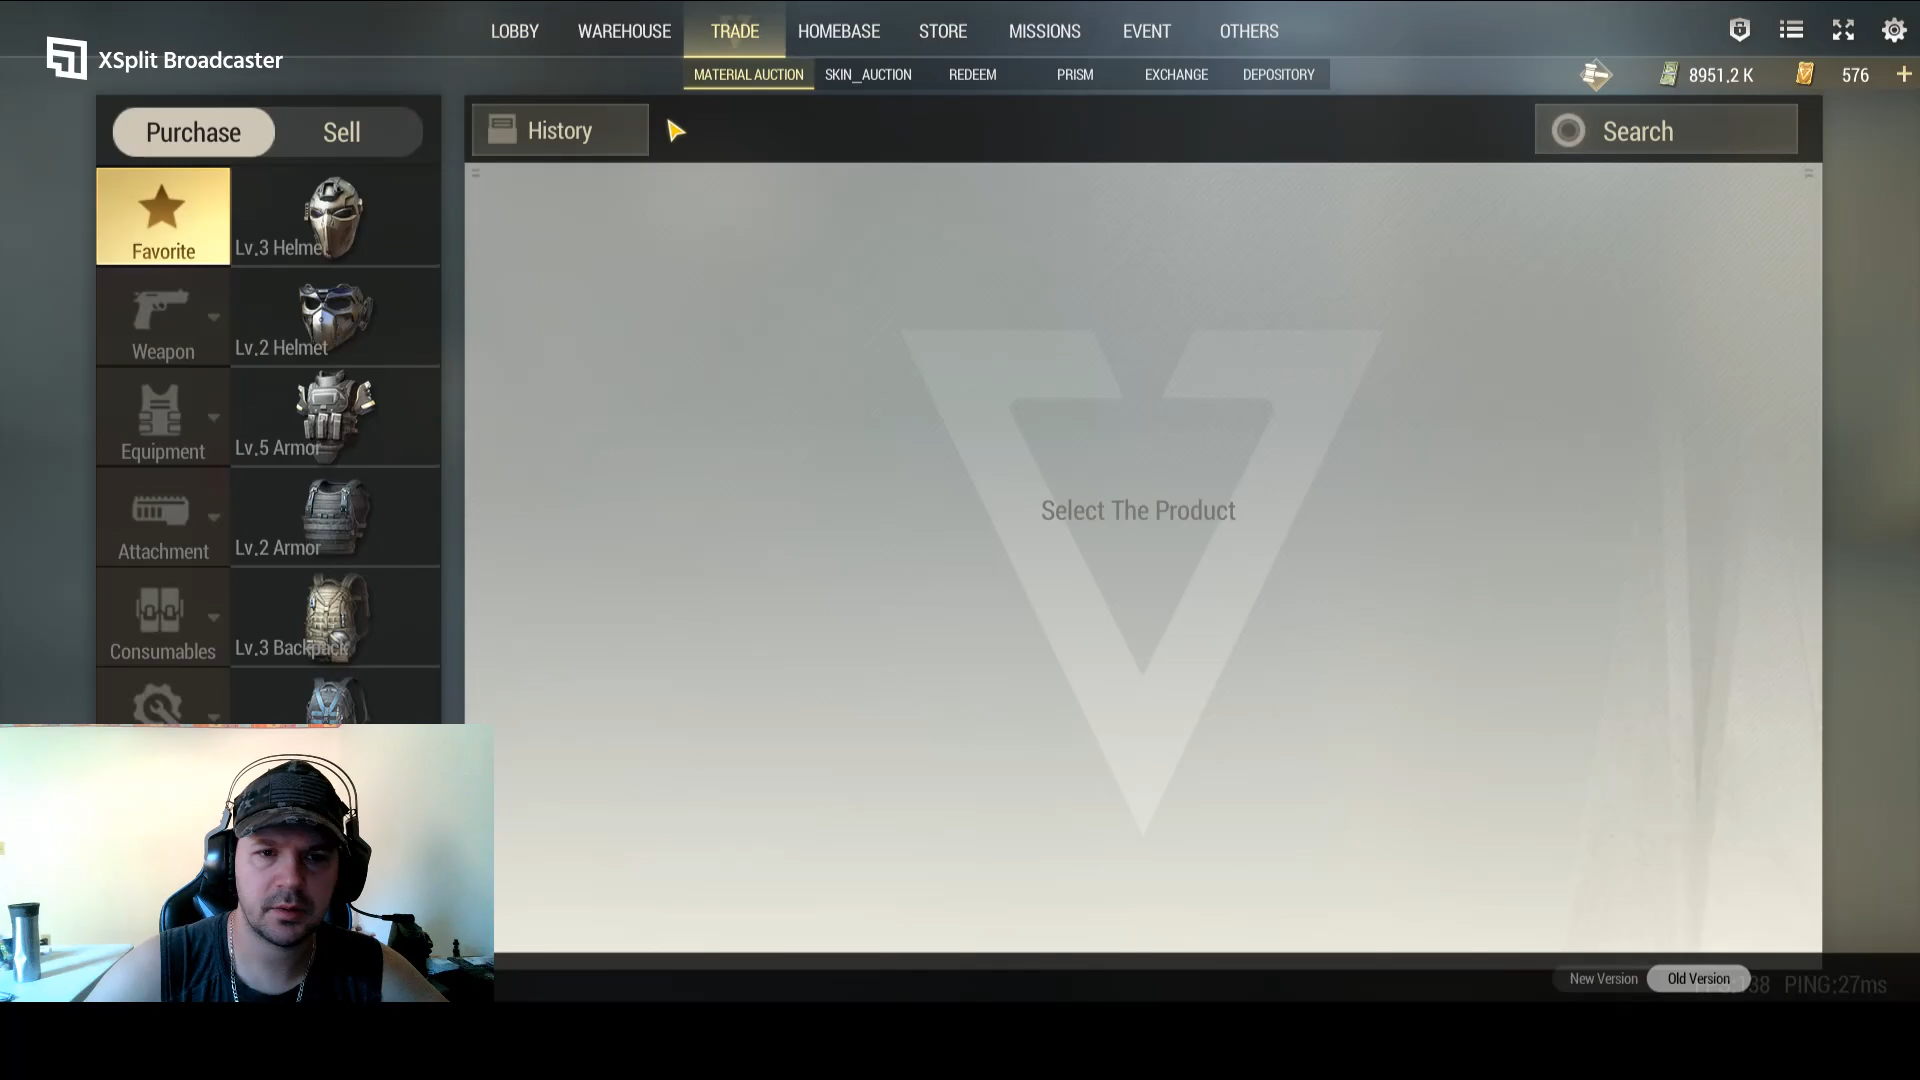 XSplit Broadcaster
LOBBY WAREHOUSE TRADE HOMEBASE STORE MISSIONS EVENT OTHERS
MATERIAL AUCTION SKIN_AUCTION REDEEM PRISM EXCHANGE DEPOSITORY
8951.2 K 576 +
Purchase Sell
History
Search
Favorite
Lv.3 Helmet
Weapon
Lv.2 Helmet
Equipment
Lv.5 Armor
Attachment
Lv.2 Armor
Consumables
Lv.3 Backpack
Select The Product
New Version Old Version
138 PING:27ms